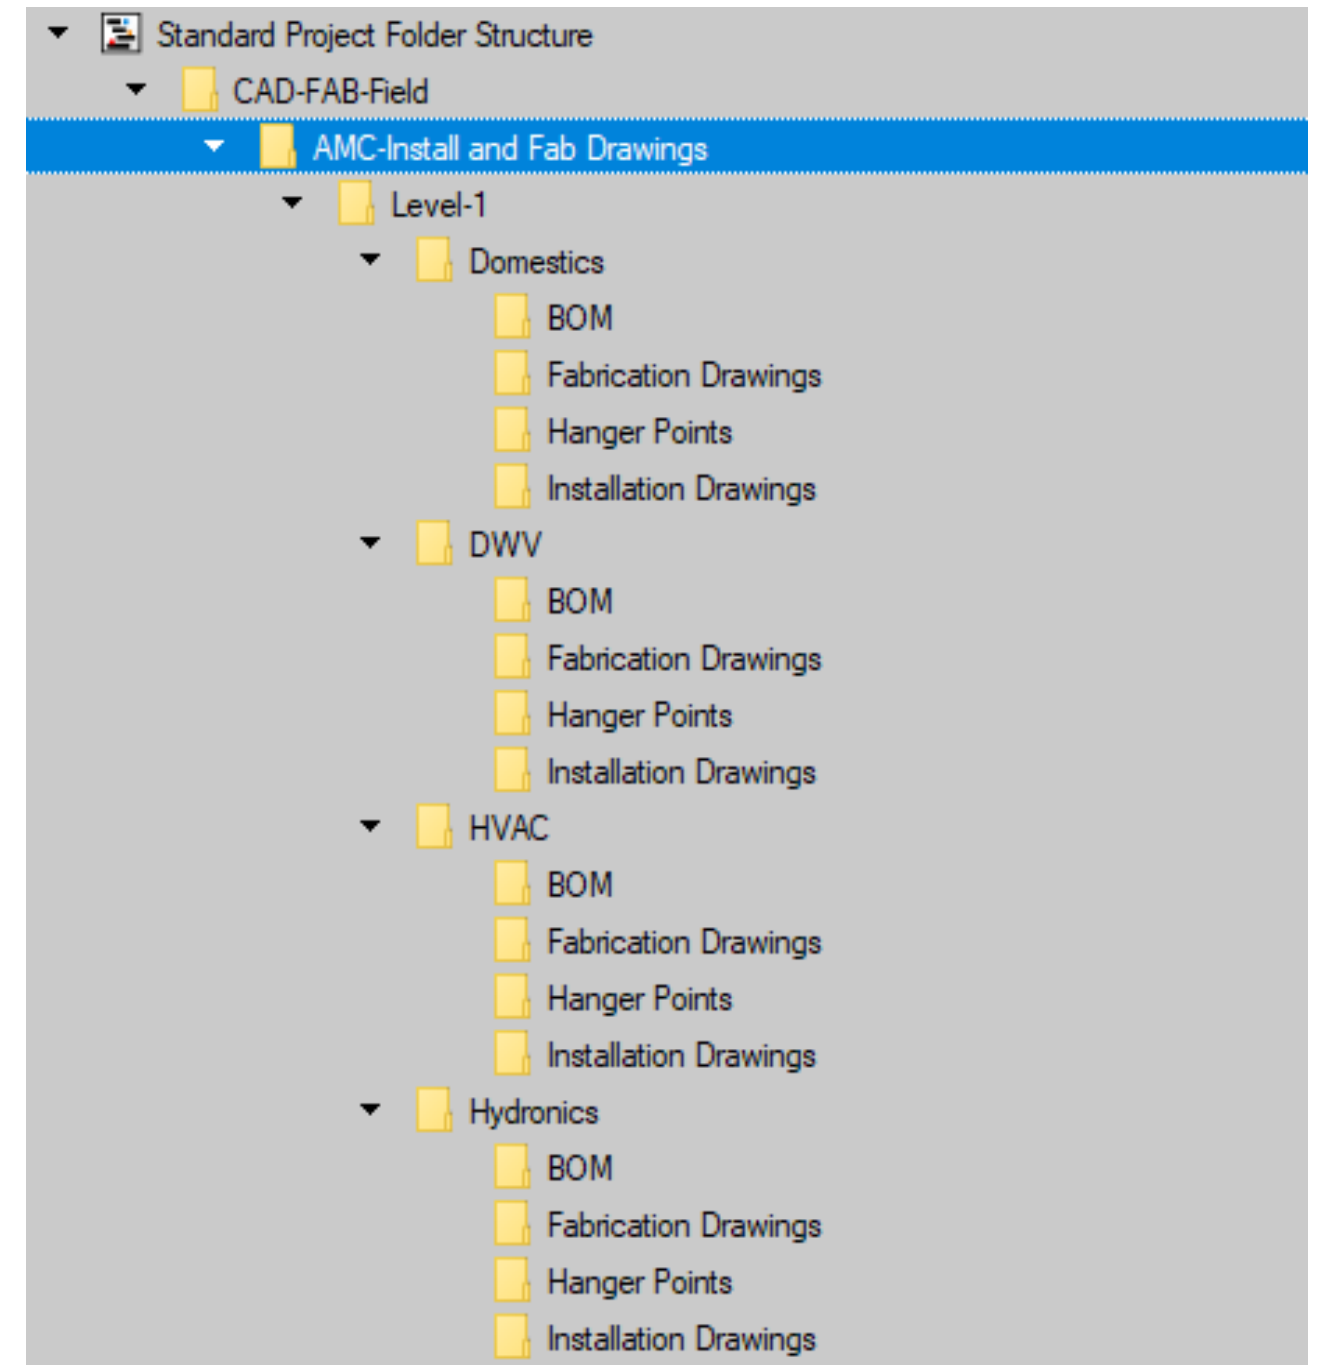 Standard Project Folder Structure
CAD-FAB-Field
AMC-Install and Fab Drawings
Level-1
Domestics
BOM
Fabrication Drawings
Hanger Points
Installation Drawings
DWV
BOM
Fabrication Drawings
Hanger Points
Installation Drawings
HVAC
BOM
Fabrication Drawings
Hanger Points
Installation Drawings
Hydronics
BOM
Fabrication Drawings
Hanger Points
Installation Drawings